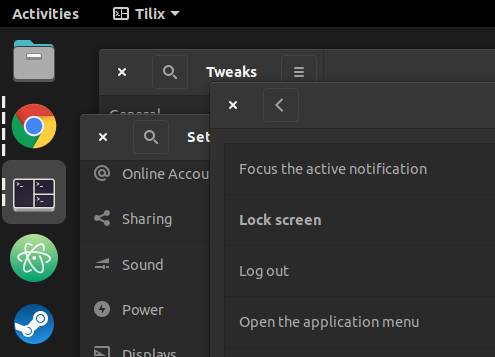 Activities
Tilix
Tweaks
General
Set
Online Accou
Sharing
Sound
Power
Displays
Focus the active notification
Lock screen
Log out
Open the application menu